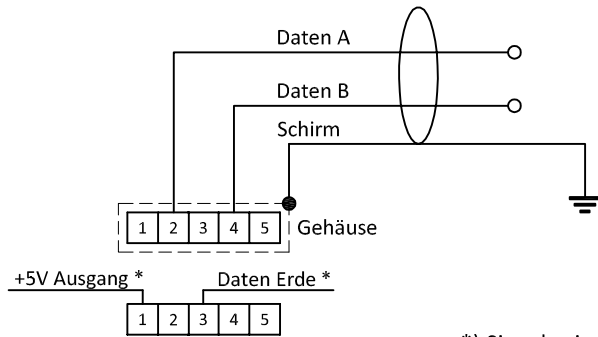 Daten A
Daten B
Schirm
1 2 3 4 5 Gehäuse
+5V Ausgang * Daten Erde *
1 2 3 4 5